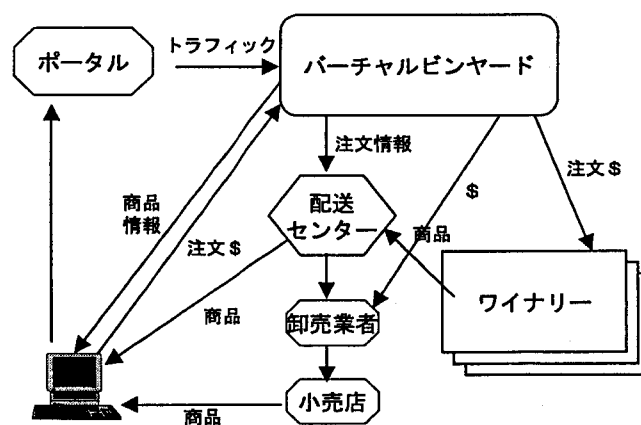 トラフィック
ポータル
バーチャルビンヤード
注文情報
注文＄
商品
情報
配送
センター
＄
注文＄
商品
ワイナリー
商品
卸売業者
小売店
商品